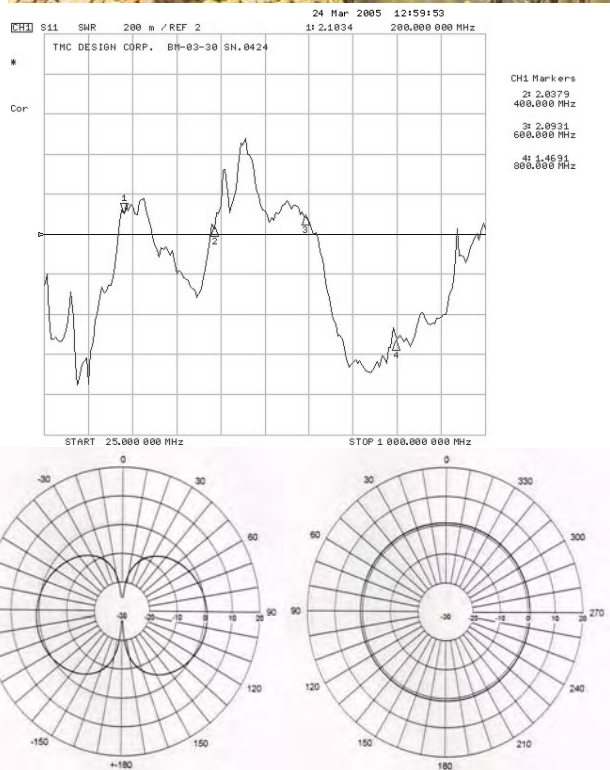 24 Mar 2005 12:59:53
CH1 S11 SWR 200 m / REF 2 1: 2.1034 200.000 000 MHz
TMC DESIGN CORP. BM-03-30 SN.0424
*
Cor
CH1 Markers
2: 2.0379
400.000 MHz
3: 2.0931
600.000 MHz
4: 1.4691
800.000 MHz
1
2
3
4
START 25.000 000 MHz STOP 1 000.000 000 MHz
0
-30 30
60
-30 -20 -10 0 10 20 90
120
-150 150
+-180
0
30 330
60 300
90 -30 -20 -10 0 10 20 270
120 240
150 210
180